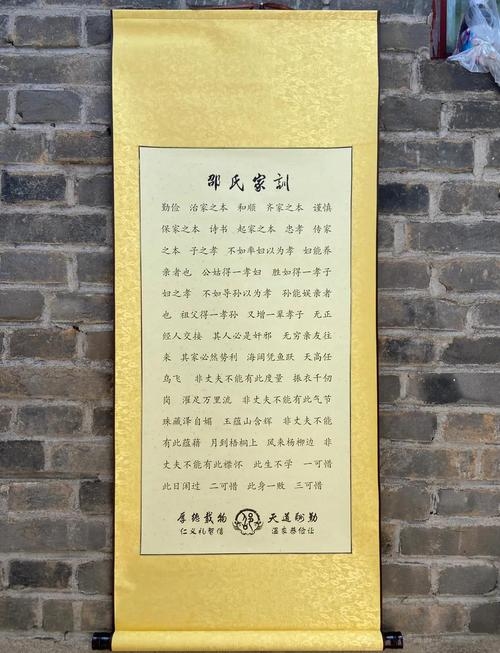 邵氏家訓
勤俭　治家之本　和顺　齐家之本　谨慎
保家之本　诗书　起家之本　忠孝　传家
之本　子之孝　不如率妇以为孝　妇能养
亲者也　公姑得一孝妇　胜如得一孝子
妇之孝　不如导孙以为孝　孙能娱亲者
也　祖父得一孝孙　又增一辈孝子　无正
经人交接　其人必是奸邪　无穷亲友往
来　其家必然势利　海阔凭鱼跃　天高任
鸟飞　非丈夫不能有此度量　振衣千仞
岗　濯足万里流　非丈夫不能有此气节
珠藏泽自媚　玉蕴山含辉　非丈夫不能
有此蕴藉　月到梧桐上　风来杨柳边　非
丈夫不能有此襟怀　此生不学　一可惜
此日闲过　二可惜　此身一败　三可惜
厚德载物　天道酬勤
仁义礼智信　温良恭俭让